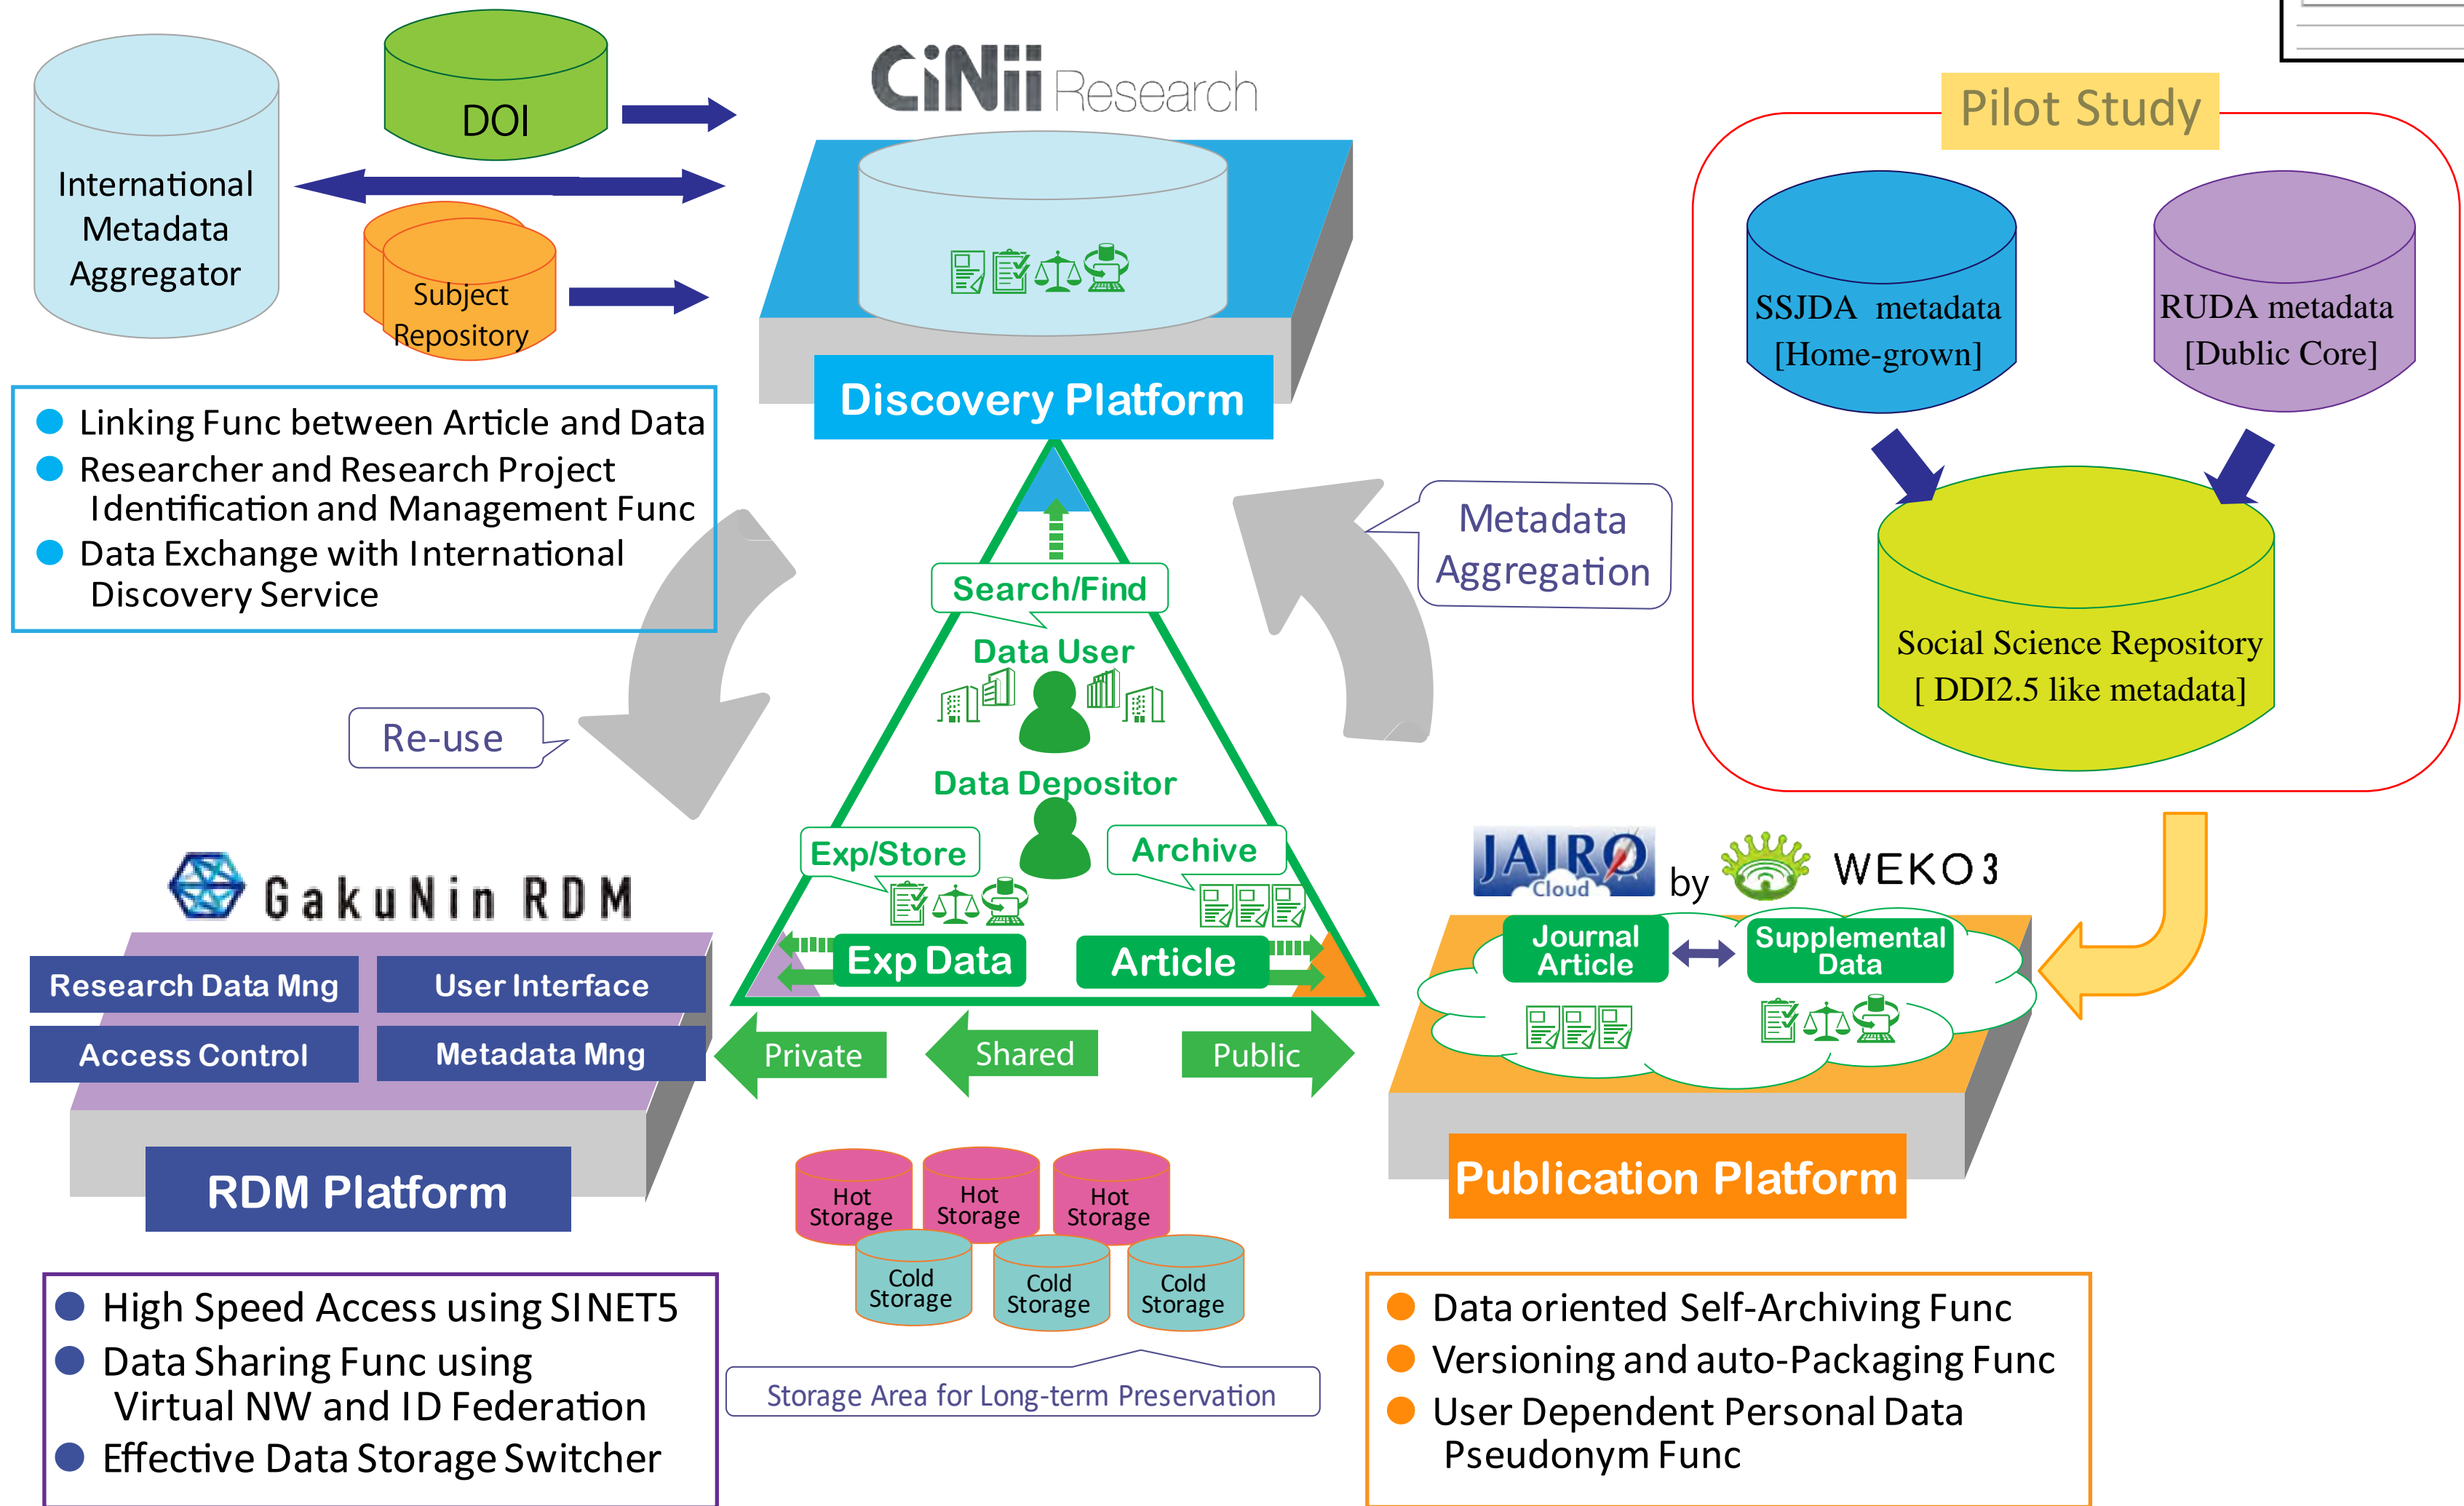 International
Metadata
Aggregator
DOI
Subject
Repository
CiNii Research
Discovery Platform
Linking Func between Article and Data
Researcher and Research Project
Identification and Management Func
Data Exchange with International
Discovery Service
Pilot Study
SSJDA metadata
[Home-grown]
RUDA metadata
[Dublic Core]
Social Science Repository
[ DDI2.5 like metadata]
Metadata
Aggregation
Re-use
Search/Find
Data User
Data Depositor
Exp/Store
Archive
Exp Data
Article
Private
Shared
Public
GakuNin RDM
Research Data Mng
User Interface
Access Control
Metadata Mng
RDM Platform
High Speed Access using SINET5
Data Sharing Func using
Virtual NW and ID Federation
Effective Data Storage Switcher
Hot
Storage
Hot
Storage
Hot
Storage
Cold
Storage
Cold
Storage
Cold
Storage
Storage Area for Long-term Preservation
JAIRO
Cloud
by
WEKO3
Journal
Article
Supplemental
Data
Publication Platform
Data oriented Self-Archiving Func
Versioning and auto-Packaging Func
User Dependent Personal Data
Pseudonym Func